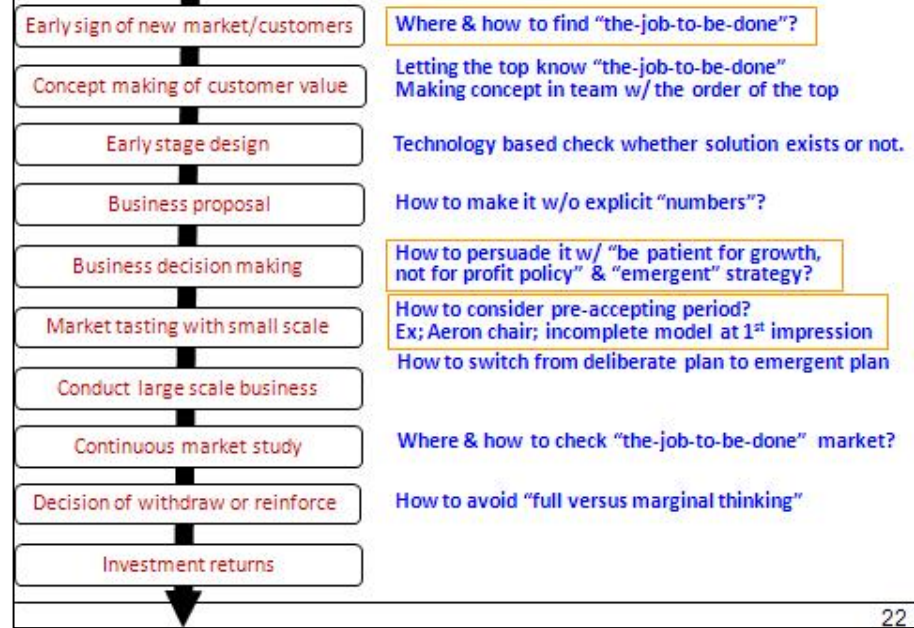 Early sign of new market/customers
Where & how to find “the-job-to-be-done”?
Concept making of customer value
Letting the top know “the-job-to-be-done”
Making concept in team w/ the order of the top
Early stage design
Technology based check whether solution exists or not.
Business proposal
How to make it w/o explicit “numbers”?
Business decision making
How to persuade it w/ “be patient for growth,
not for profit policy” & “emergent” strategy?
Market tasting with small scale
How to consider pre-accepting period?
Ex; Aeron chair; incomplete model at 1st impression
How to switch from deliberate plan to emergent plan
Conduct large scale business
Continuous market study
Where & how to check “the-job-to-be-done” market?
Decision of withdraw or reinforce
How to avoid “full versus marginal thinking”
Investment returns
22